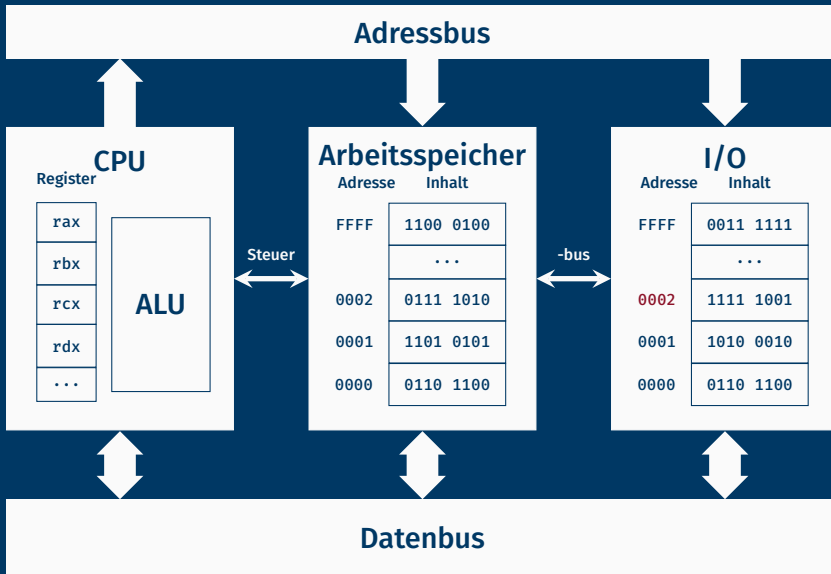 Adressbus
CPU
Register
rax
rbx
rcx
rdx
...
ALU
Steuer
Arbeitsspeicher
Adresse Inhalt
FFFF 1100 0100
...
0002 0111 1010
0001 1101 0101
0000 0110 1100
-bus
I/O
Adresse Inhalt
FFFF 0011 1111
...
0002 1111 1001
0001 1010 0010
0000 0110 1100
Datenbus